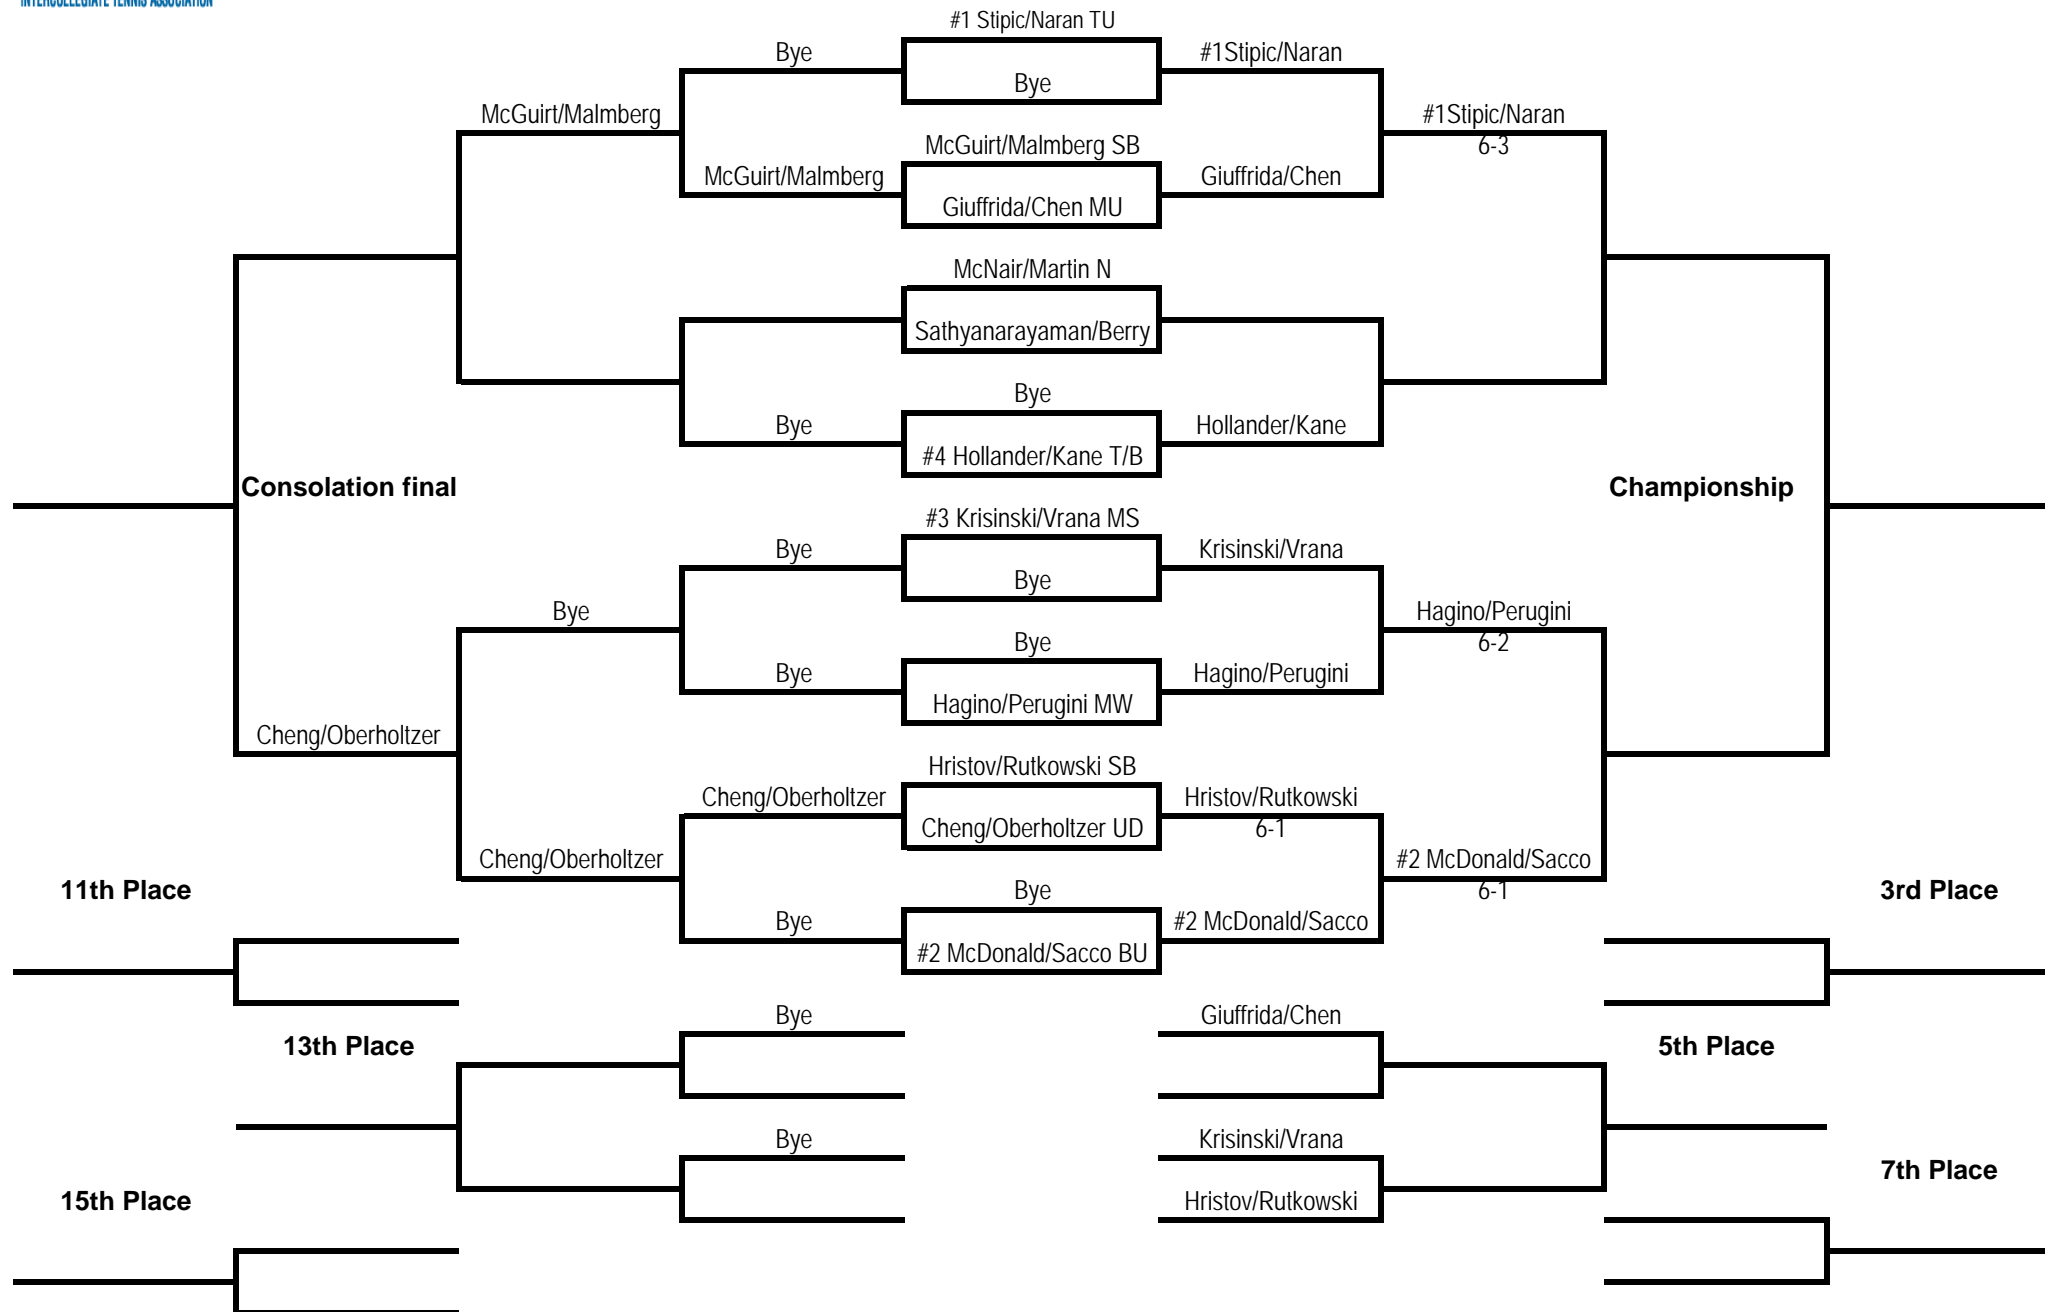 INTERCOLLEGIATE TENNIS ASSOCIATION
#1 Stipic/Naran TU
Bye
#1Stipic/Naran
Bye
McGuirt/Malmberg
#1Stipic/Naran
6-3
McGuirt/Malmberg SB
McGuirt/Malmberg
Giuffrida/Chen
Giuffrida/Chen MU
McNair/Martin N
Sathyanarayaman/Berry
Bye
Bye
Hollander/Kane
#4 Hollander/Kane T/B
Consolation final
Championship
#3 Krisinski/Vrana MS
Bye
Krisinski/Vrana
Bye
Bye
Hagino/Perugini
6-2
Bye
Bye
Hagino/Perugini
Hagino/Perugini MW
Cheng/Oberholtzer
Hristov/Rutkowski SB
Cheng/Oberholtzer
Hristov/Rutkowski
6-1
Cheng/Oberholtzer UD
Cheng/Oberholtzer
#2 McDonald/Sacco
6-1
11th Place
Bye
3rd Place
Bye
#2 McDonald/Sacco
#2 McDonald/Sacco BU
Bye
Giuffrida/Chen
13th Place
5th Place
Bye
Krisinski/Vrana
7th Place
15th Place
Hristov/Rutkowski